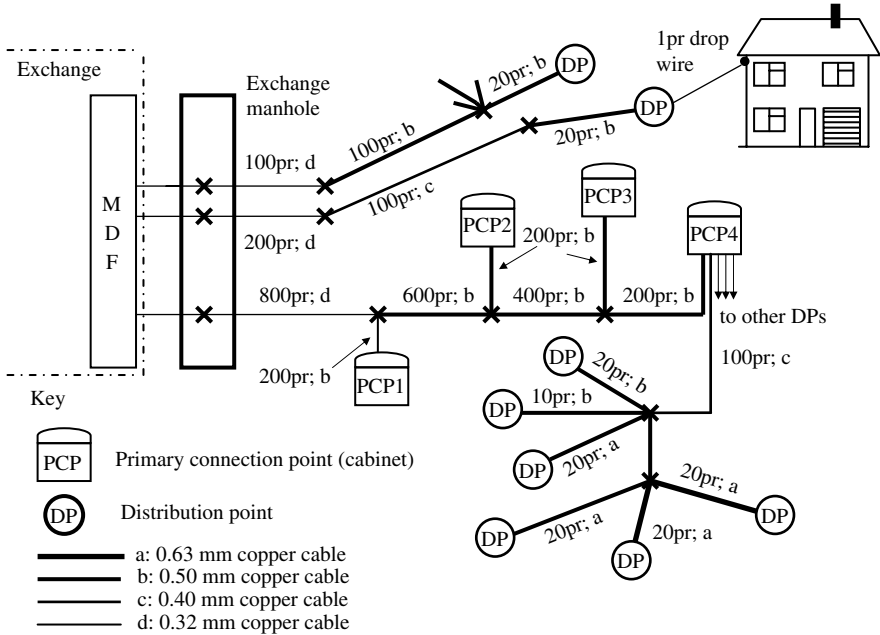 Exchange
MDF
Exchange
manhole
100pr; d
200pr; d
800pr; d
100pr; b
20pr; b
DP
100pr; c
20pr; b
DP
1pr drop
wire
PCP2
PCP3
PCP4
200pr; b
600pr; b
400pr; b
200pr; b
200pr; b
PCP1
to other DPs
100pr; c
DP
20pr; b
DP
10pr; b
DP
20pr; a
DP
20pr; a
DP
20pr; a
DP
20pr; a
Key
PCP
Primary connection point (cabinet)
DP
Distribution point
a: 0.63 mm copper cable
b: 0.50 mm copper cable
c: 0.40 mm copper cable
d: 0.32 mm copper cable